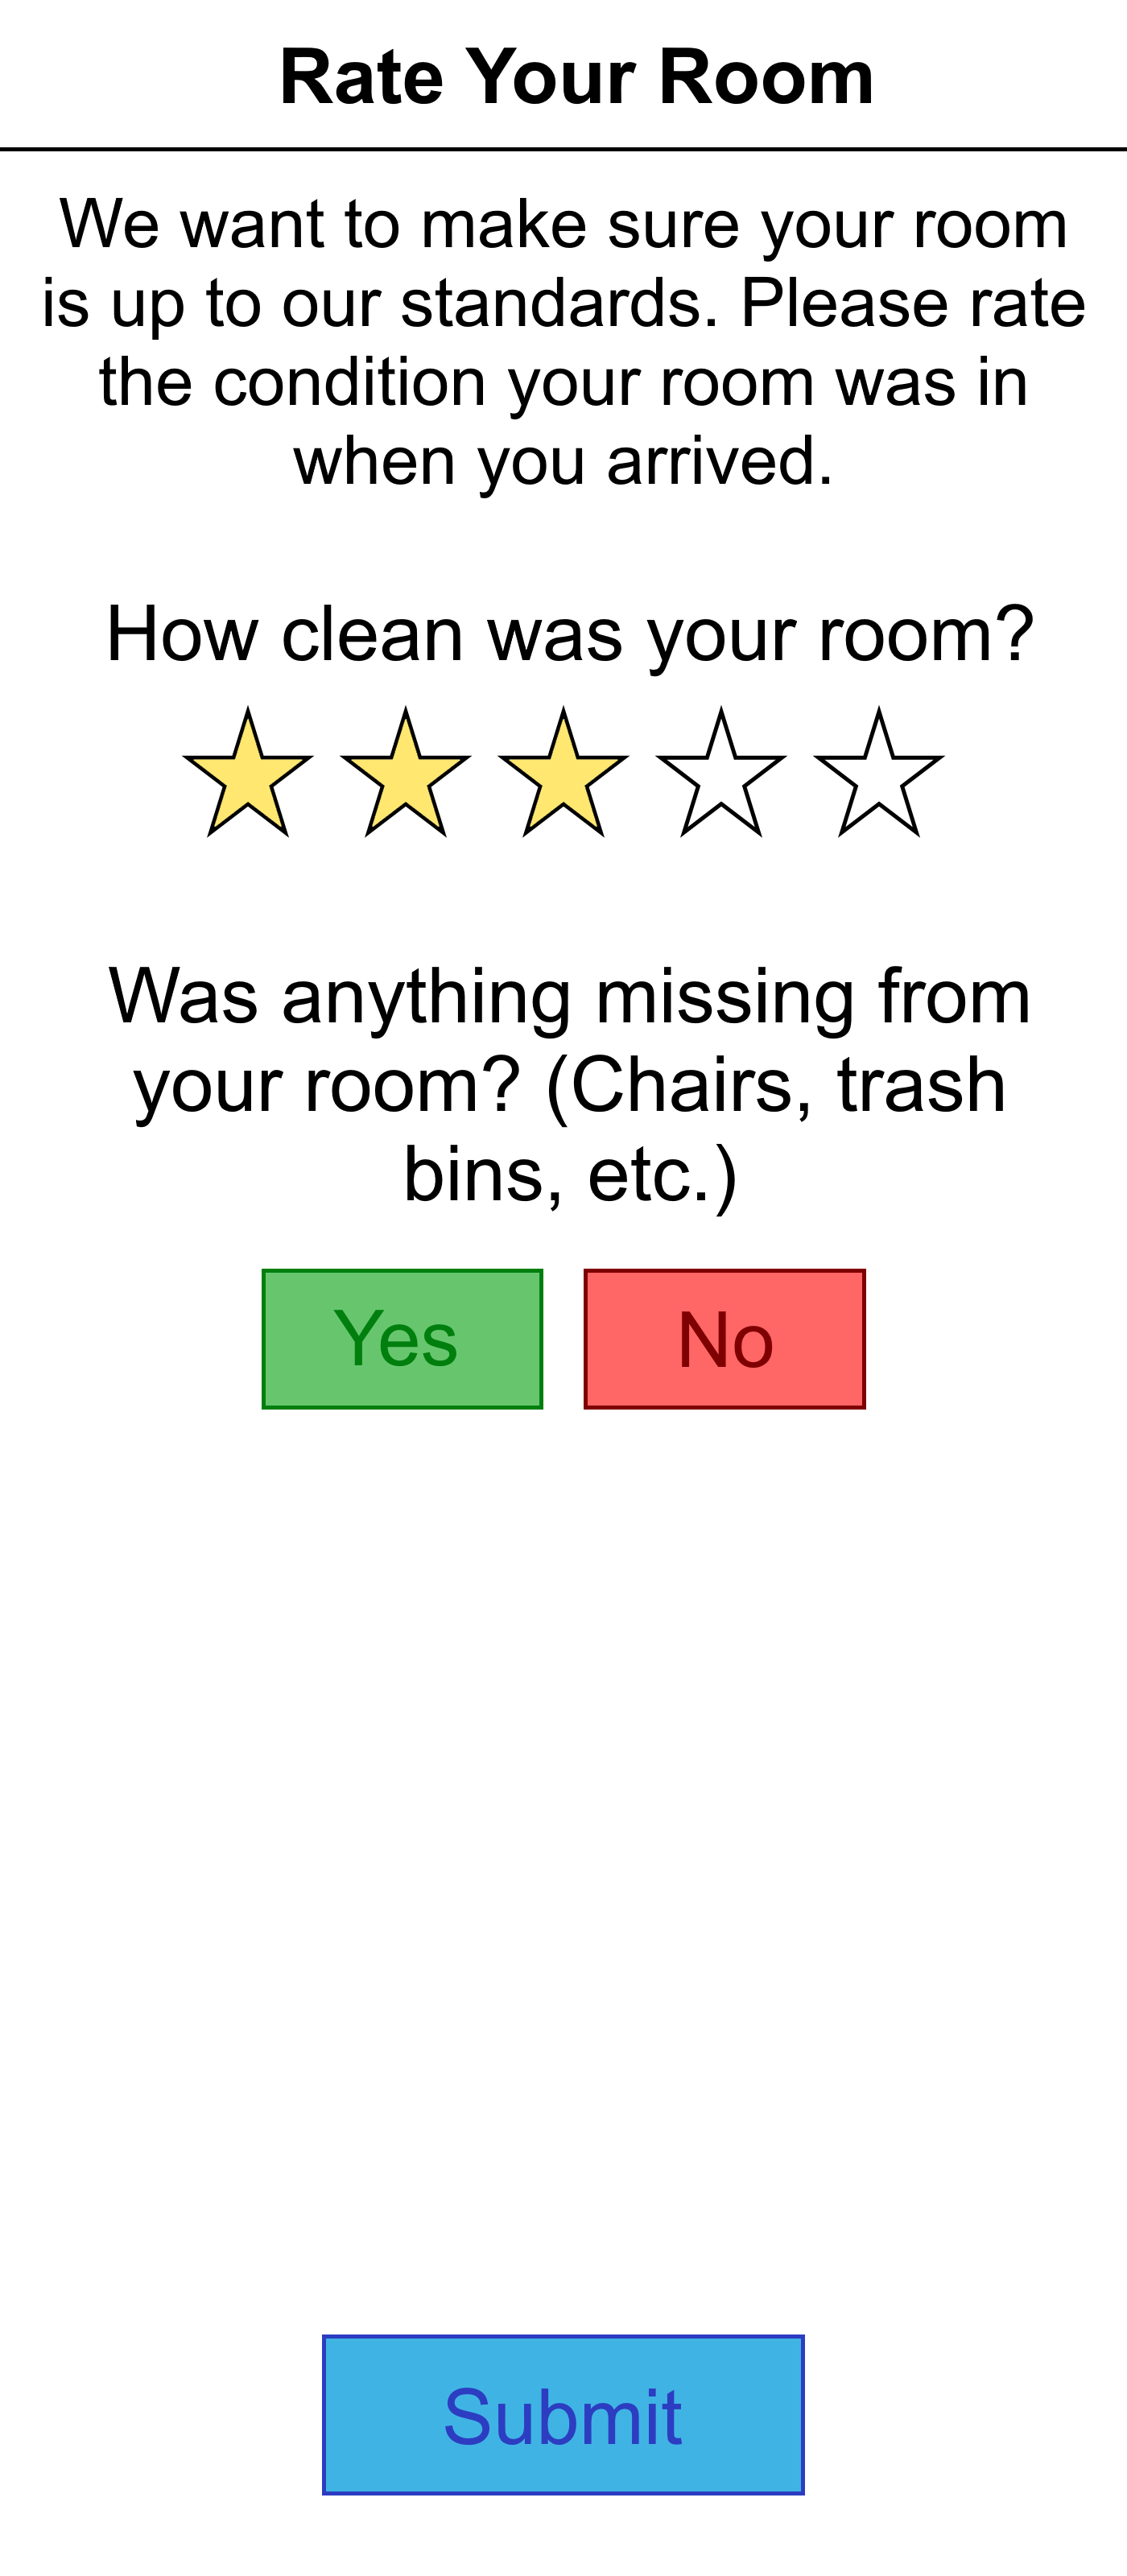 Rate Your Room
We want to make sure your room
is up to our standards. Please rate
the condition your room was in
when you arrived.
How clean was your room?
Was anything missing from
your room? (Chairs, trash
bins, etc.)
Yes No
Submit